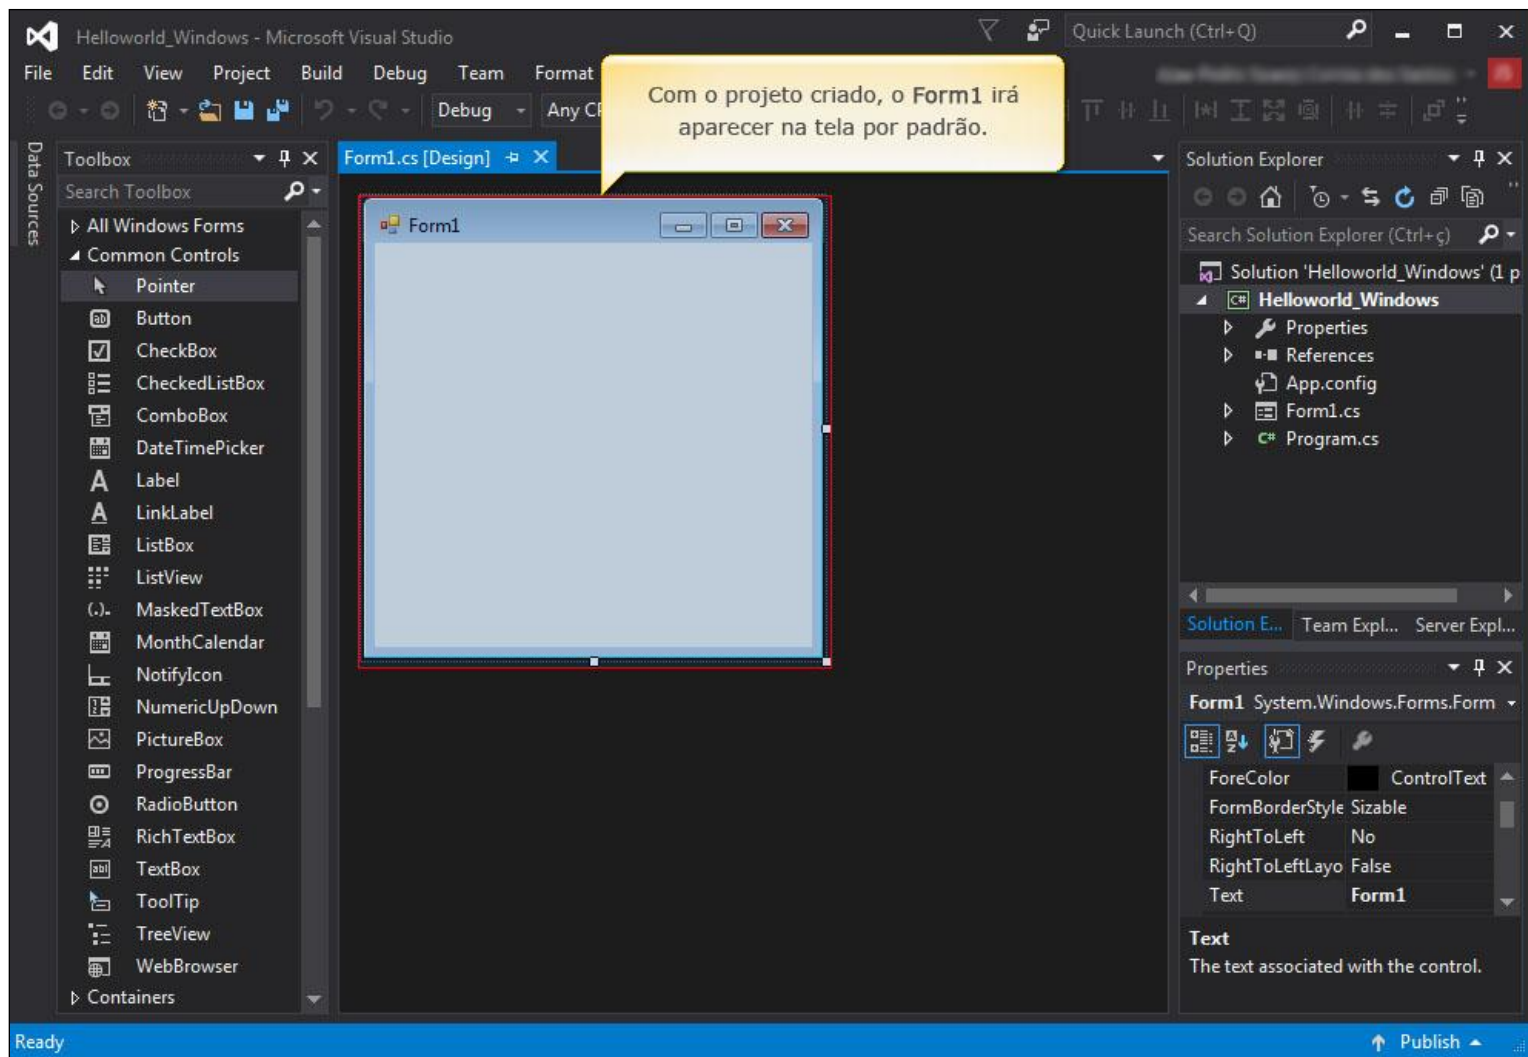 Helloworld_Windows - Microsoft Visual Studio
Quick Launch (Ctrl+Q)
File Edit View Project Build Debug Team Format
Debug
Any
Com o projeto criado, o Form1 irá
aparecer na tela por padrão.
Data Sources
Toolbox
Search Toolbox
All Windows Forms
Common Controls
Pointer
Button
CheckBox
CheckedListBox
ComboBox
DateTimePicker
Label
LinkLabel
ListBox
ListView
MaskedTextBox
MonthCalendar
NotifyIcon
NumericUpDown
PictureBox
ProgressBar
RadioButton
RichTextBox
TextBox
ToolTip
TreeView
WebBrowser
Containers
Form1.cs [Design]
Form1
Solution Explorer
Search Solution Explorer (Ctrl+ç)
Solution 'Helloworld_Windows' (1 p
Helloworld_Windows
Properties
References
App.config
Form1.cs
Program.cs
Solution E... Team Expl... Server Expl...
Properties
Form1 System.Windows.Forms.Form
ForeColor ControlText
FormBorderStyle Sizable
RightToLeft No
RightToLeftLayo False
Text Form1
Text
The text associated with the control.
Ready
Publish